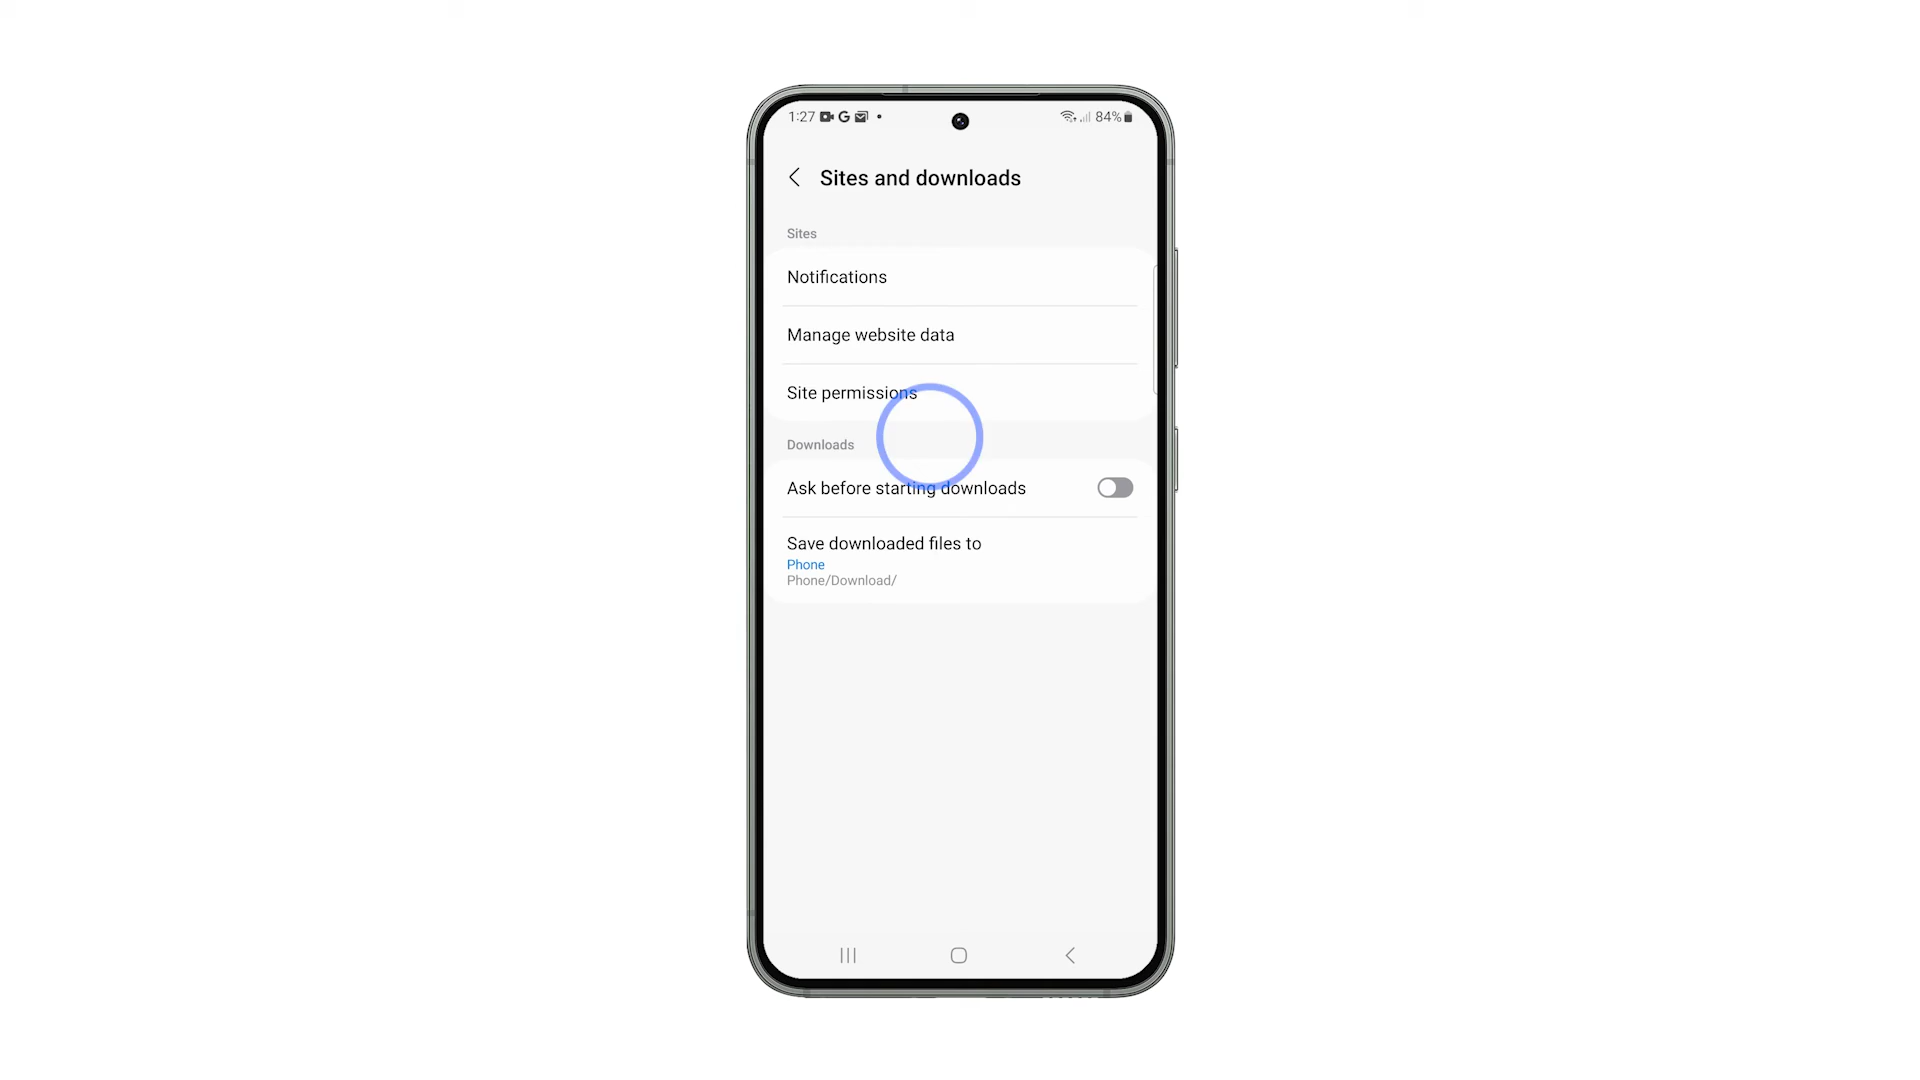 1:27 84%
Sites and downloads
Sites
Notifications
Manage website data
Site permissions
Downloads
Ask before starting downloads
Save downloaded files to
Phone
Phone/Download/